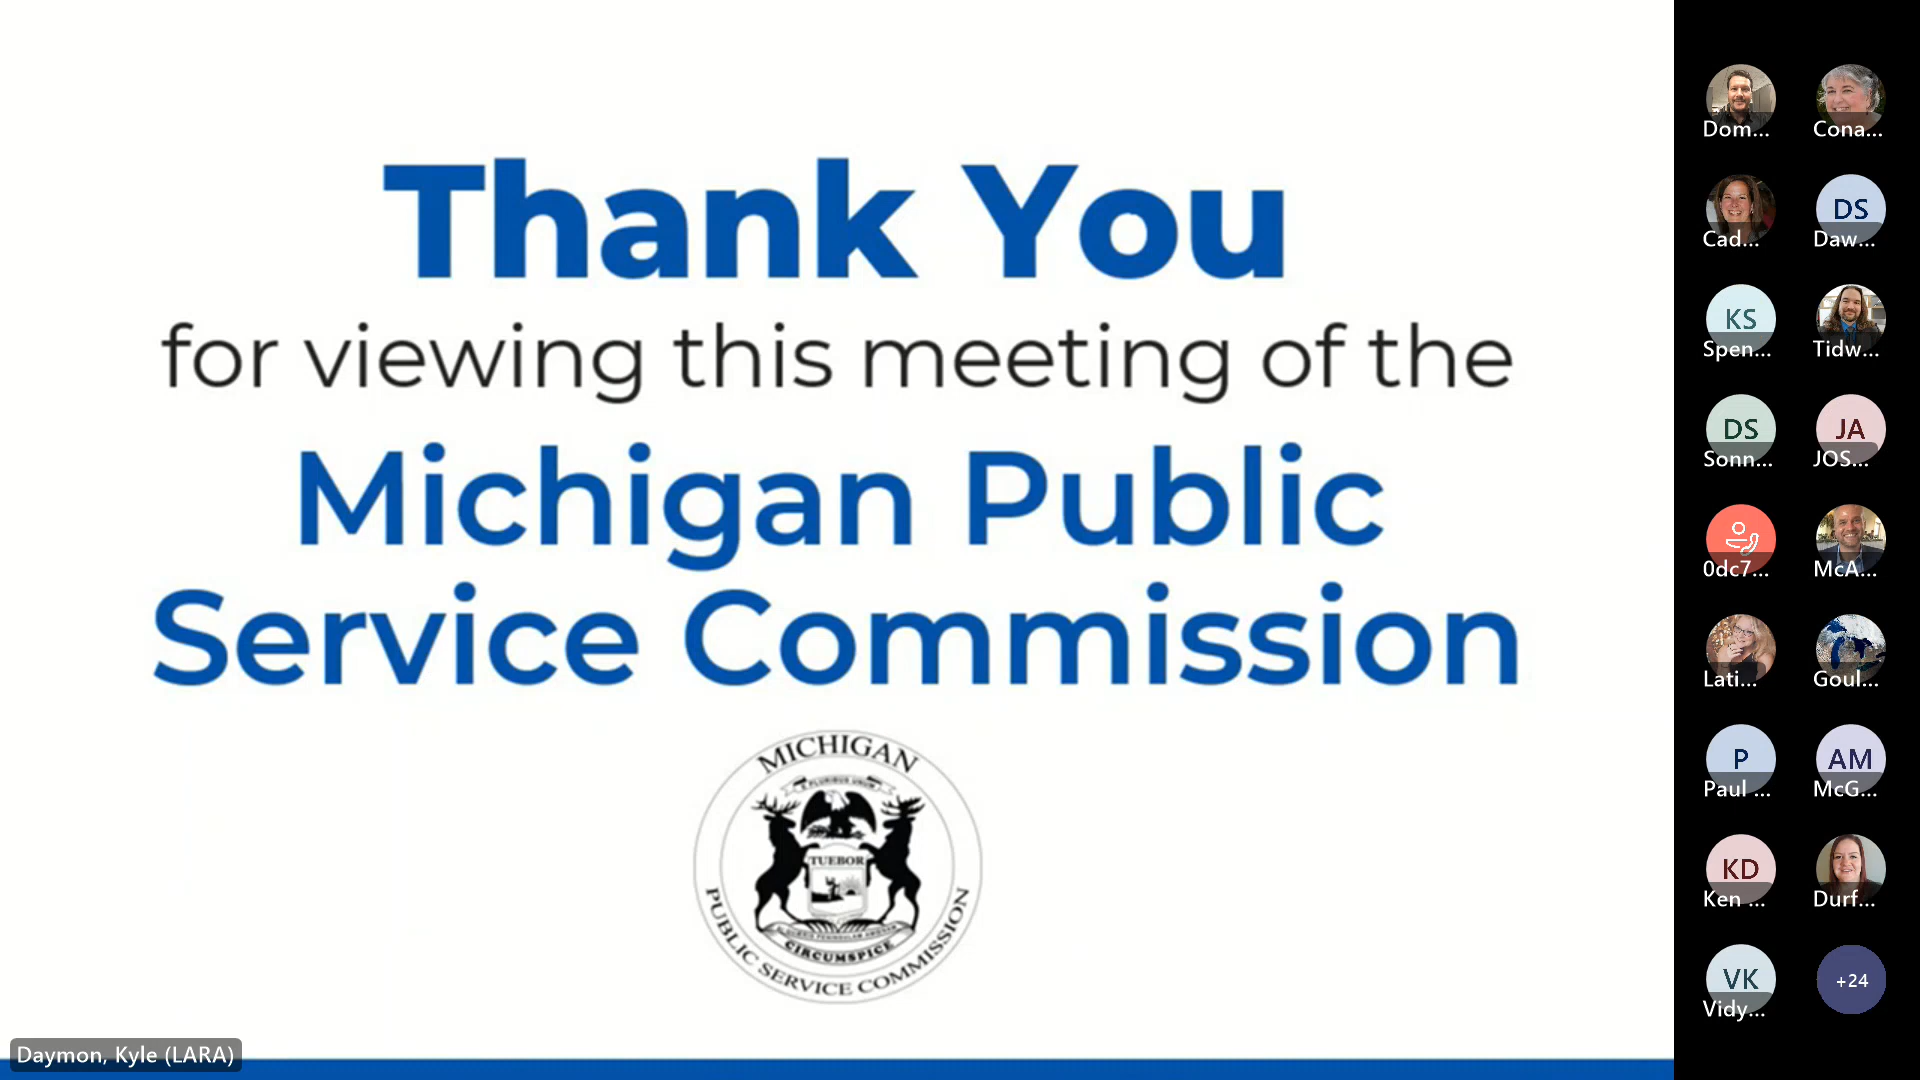 Thank You
for viewing this meeting of the
Michigan Public
Service Commission
MICHIGAN
E PLURIBUS UNUM
TUEBOR
CIRCUMSPICE
PUBLIC SERVICE COMMISSION
Daymon, Kyle (LARA)
Dom...
Cona...
Cad...
DS
Daw...
KS
Spen...
Tidw...
DS
Sonn...
JA
JOS...
0dc7...
McA...
Lati...
Goul...
P
Paul ...
AM
McG...
KD
Ken ...
Durf...
VK
Vidy...
+24